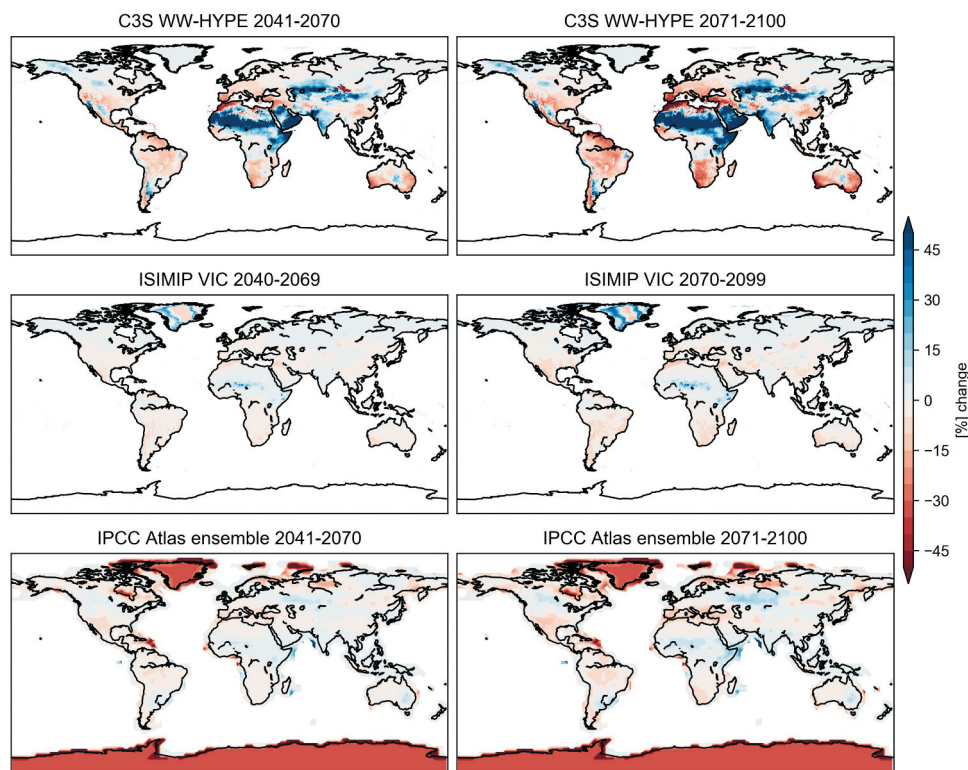 C3S WW-HYPE 2041-2070
C3S WW-HYPE 2071-2100
ISIMIP VIC 2040-2069
ISIMIP VIC 2070-2099
IPCC Atlas ensemble 2041-2070
IPCC Atlas ensemble 2071-2100
45
30
15
0
−15
−30
−45
[%] change